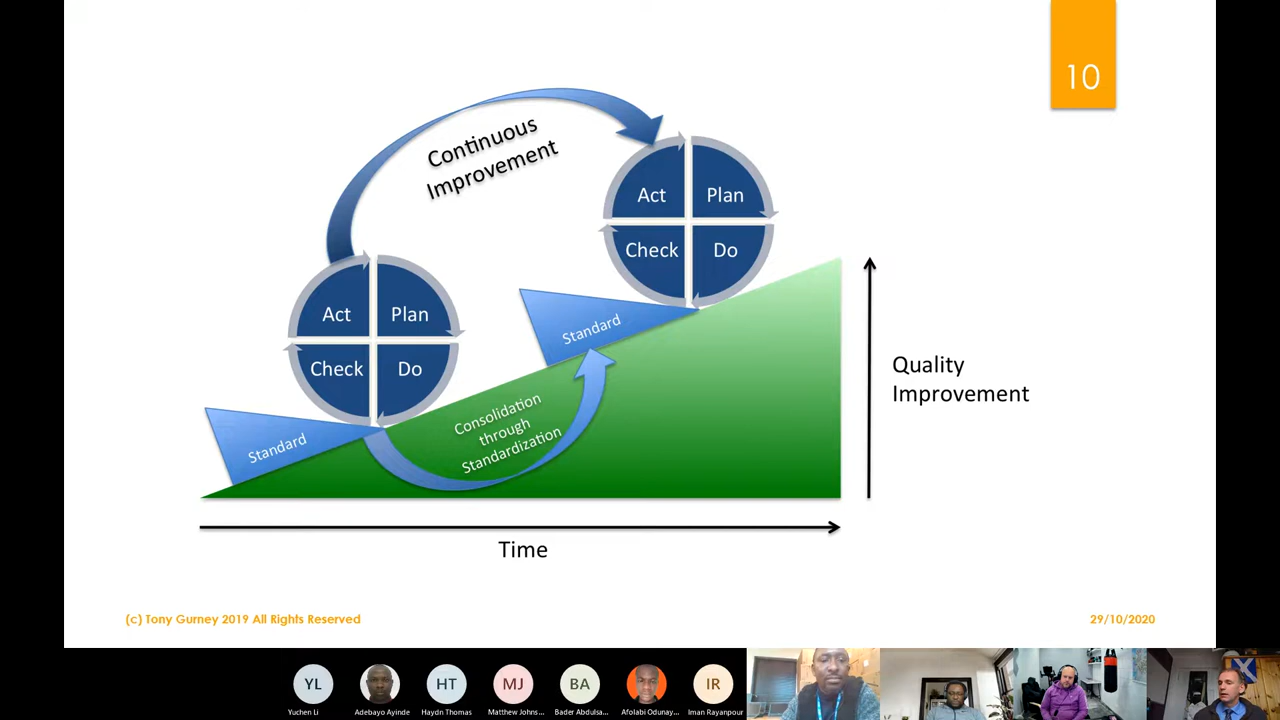 10
Continuous
Improvement
Act
Plan
Check
Do
Act
Plan
Check
Do
Standard
Standard
Consolidation
through
Standardization
Quality
Improvement
Time
(c) Tony Gurney 2019 All Rights Reserved
29/10/2020
YL
HT
MJ
BA
IR
Yuchen Li
Adebayo Ayinde
Haydn Thomas
Matthew Johns...
Bader Abdulsa...
Afolabi Odunay...
Iman Rayanpour